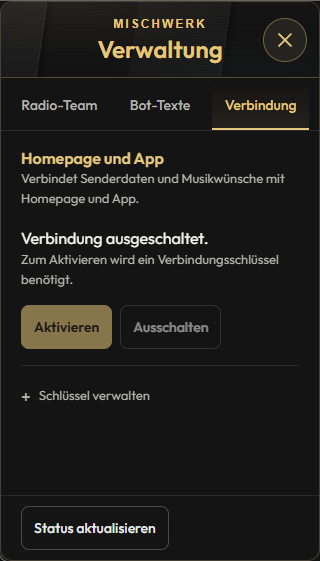 MISCHWERK
Verwaltung
Radio-Team Bot-Texte Verbindung
Homepage und App
Verbindet Senderdaten und Musikwünsche mit
Homepage und App.
Verbindung ausgeschaltet.
Zum Aktivieren wird ein Verbindungsschlüssel
benötigt.
Aktivieren Ausschalten
+ Schlüssel verwalten
Status aktualisieren